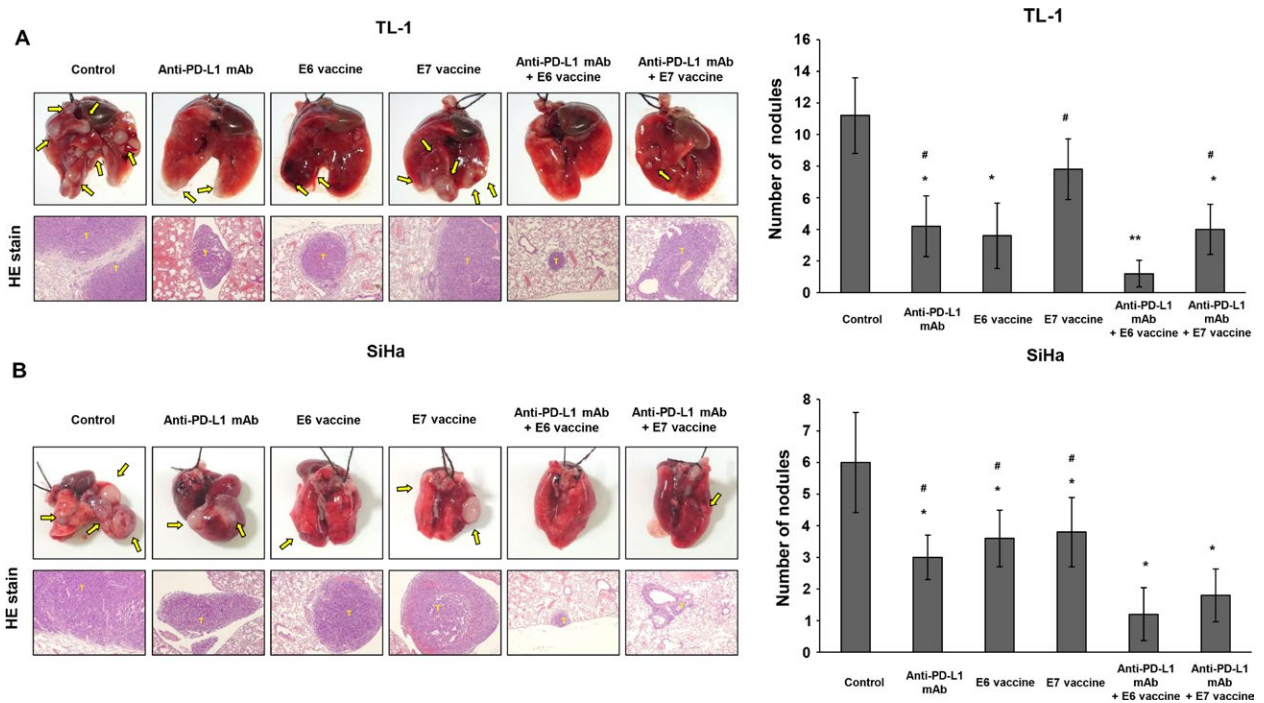 A
TL-1
Control
Anti-PD-L1 mAb
E6 vaccine
E7 vaccine
Anti-PD-L1 mAb
+ E6 vaccine
Anti-PD-L1 mAb
+ E7 vaccine
HE stain
T
T
T
T
T
T
T
TL-1
Number of nodules
16
14
12
10
8
6
4
2
0
#
*
*
#
**
#
*
Control
Anti-PD-L1
mAb
E6 vaccine
E7 vaccine
Anti-PD-L1
mAb
+ E6 vaccine
Anti-PD-L1
mAb
+ E7 vaccine
B
SiHa
Control
Anti-PD-L1 mAb
E6 vaccine
E7 vaccine
Anti-PD-L1 mAb
+ E6 vaccine
Anti-PD-L1 mAb
+ E7 vaccine
HE stain
T
T
T
T
T
T
SiHa
Number of nodules
8
7
6
5
4
3
2
1
0
#
*
#
*
#
*
*
*
Control
Anti-PD-L1
mAb
E6 vaccine
E7 vaccine
Anti-PD-L1
mAb
+ E6 vaccine
Anti-PD-L1
mAb
+ E7 vaccine